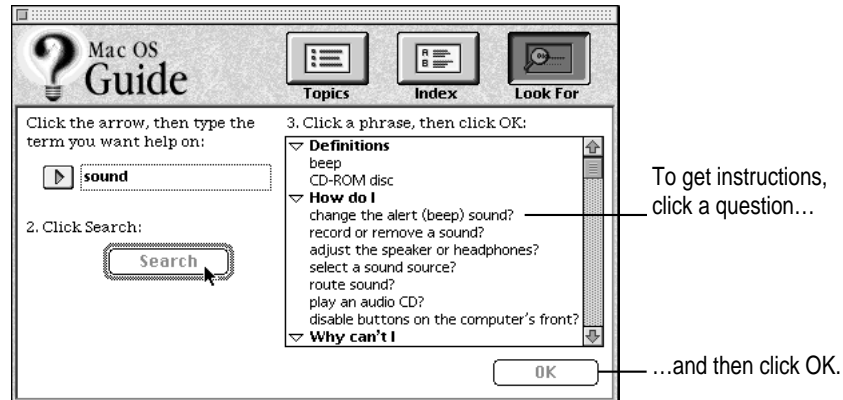 Mac OS
Guide
Topics
Index
Look For
Click the arrow, then type the
term you want help on:
sound
2. Click Search:
Search
3. Click a phrase, then click OK:
Definitions
beep
CD-ROM disc
How do I
change the alert (beep) sound?
record or remove a sound?
adjust the speaker or headphones?
select a sound source?
route sound?
play an audio CD?
disable buttons on the computer's front?
Why can't I
OK
To get instructions,
click a question…
…and then click OK.